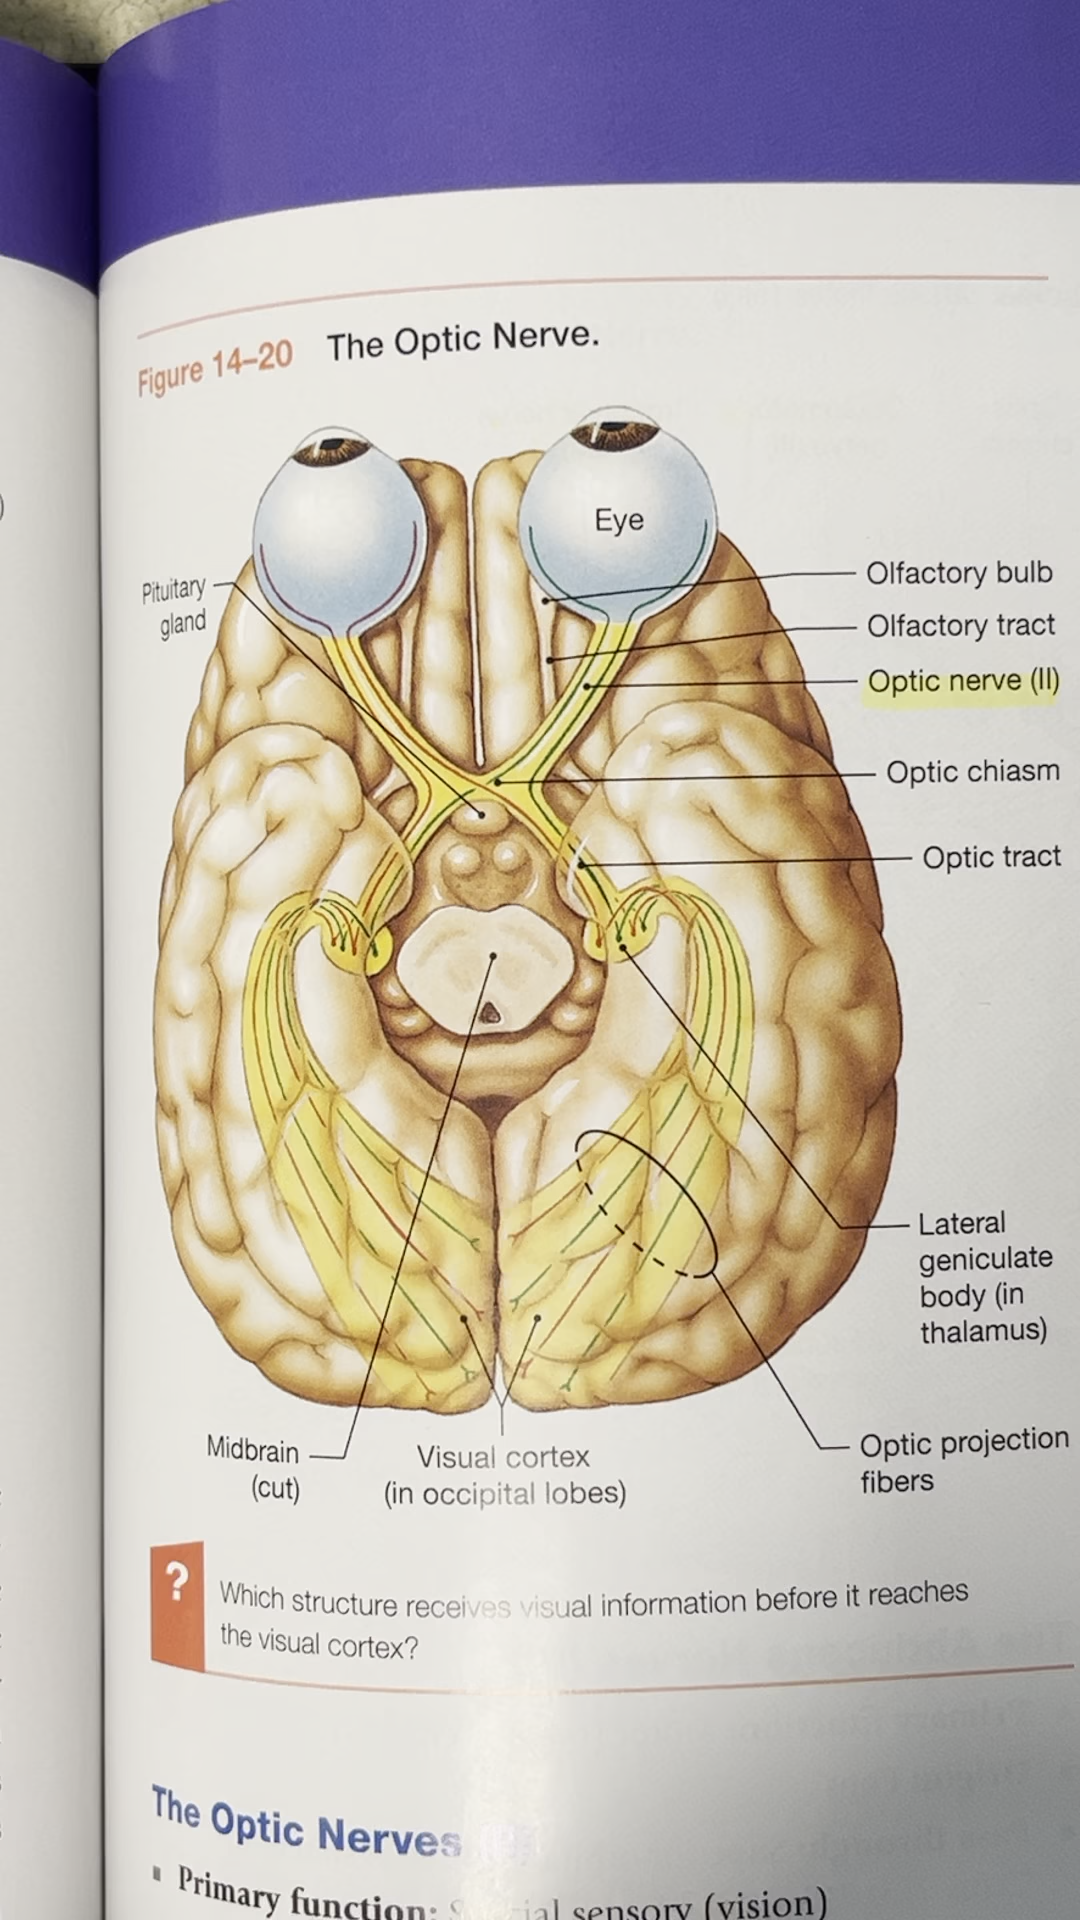 Figure 14–20 The Optic Nerve.
Eye
Pituitary
gland
Olfactory bulb
Olfactory tract
Optic nerve (II)
Optic chiasm
Optic tract
Lateral
geniculate
body (in
thalamus)
Midbrain
(cut)
Visual cortex
(in occipital lobes)
Optic projection
fibers
?
Which structure receives visual information before it reaches
the visual cortex?
The Optic Nerves
▪ Primary function: sensory (vision)
)